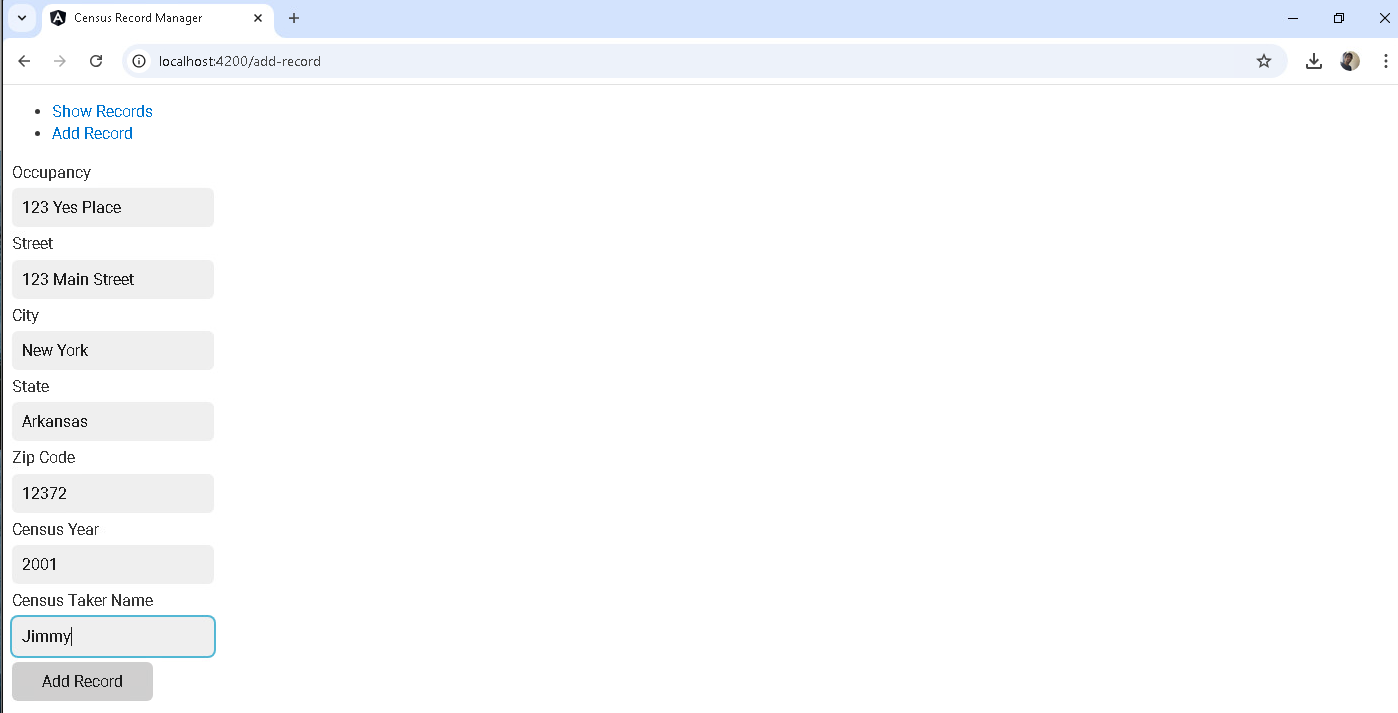 Census Record Manager
localhost:4200/add-record
Show Records
Add Record
Occupancy
123 Yes Place
Street
123 Main Street
City
New York
State
Arkansas
Zip Code
12372
Census Year
2001
Census Taker Name
Jimmy
Add Record